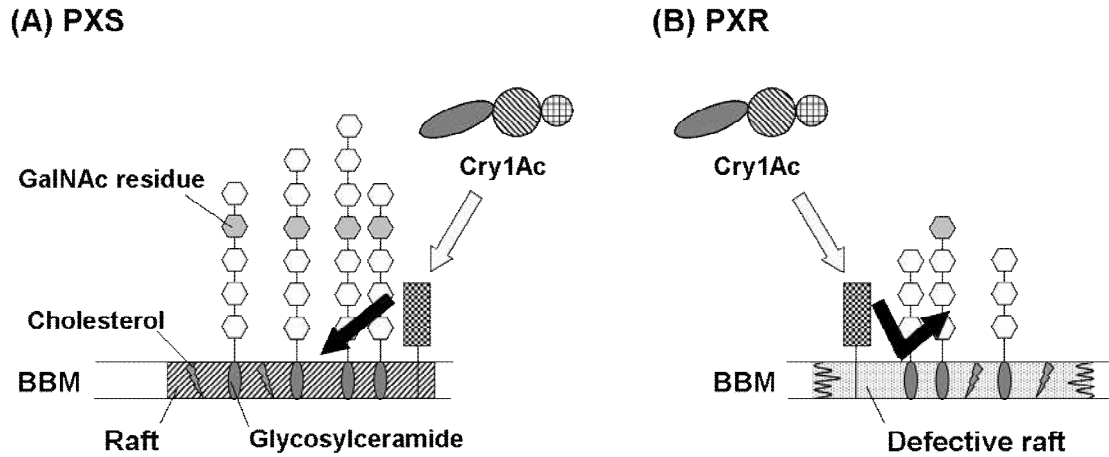 (A) PXS
(B) PXR
Cry1Ac
Cry1Ac
GalNAc residue
Cholesterol
BBM
BBM
Raft
Glycosylceramide
Defective raft